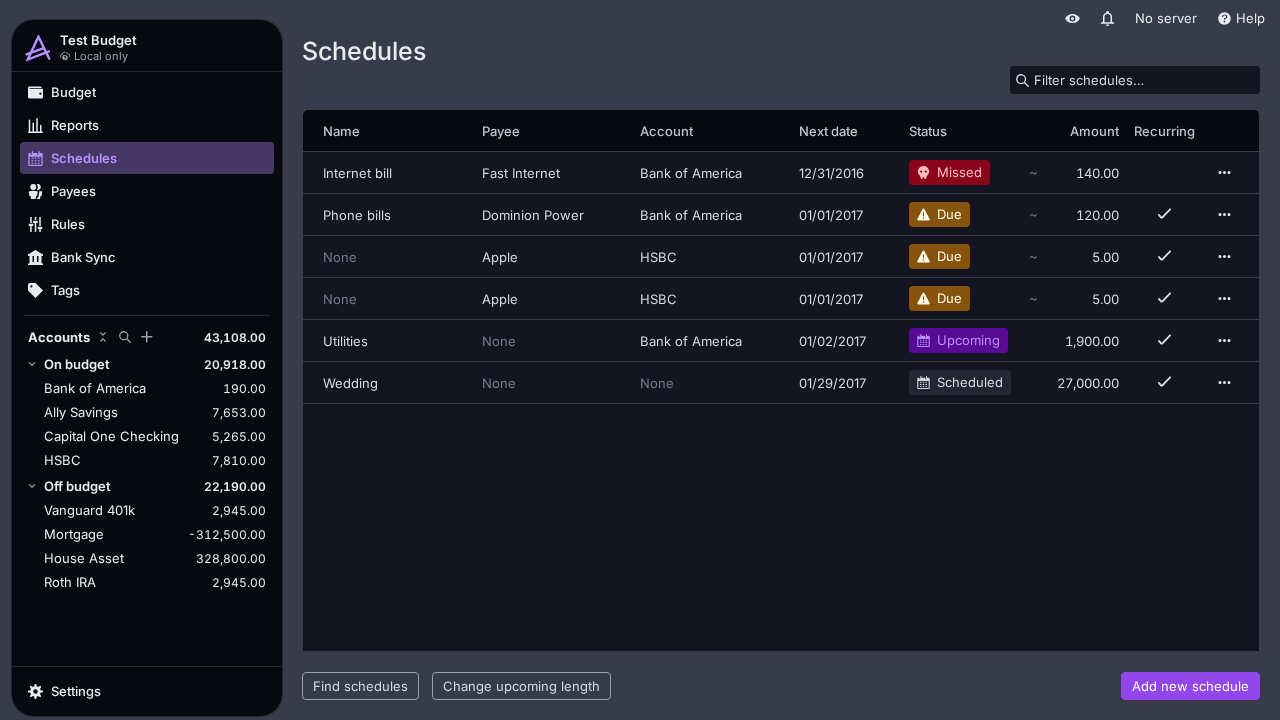 No server
Help
Test Budget
Local only
Budget
Reports
Schedules
Payees
Rules
Bank Sync
Tags
Accounts 43,108.00
On budget 20,918.00
Bank of America 190.00
Ally Savings 7,653.00
Capital One Checking 5,265.00
HSBC 7,810.00
Off budget 22,190.00
Vanguard 401k 2,945.00
Mortgage -312,500.00
House Asset 328,800.00
Roth IRA 2,945.00
Settings
Schedules
Filter schedules...
Name Payee Account Next date Status Amount Recurring
Internet bill Fast Internet Bank of America 12/31/2016 Missed ~ 140.00
Phone bills Dominion Power Bank of America 01/01/2017 Due ~ 120.00
None Apple HSBC 01/01/2017 Due ~ 5.00
None Apple HSBC 01/01/2017 Due ~ 5.00
Utilities None Bank of America 01/02/2017 Upcoming 1,900.00
Wedding None None 01/29/2017 Scheduled 27,000.00
Find schedules
Change upcoming length
Add new schedule